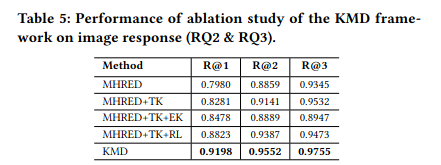 Table 5: Performance of ablation study of the KMD frame-
work on image response (RQ2 & RQ3).
Method R@1 R@2 R@3
MHRED 0.7980 0.8859 0.9345
MHRED+TK 0.8281 0.9141 0.9532
MHRED+TK+EK 0.8478 0.8889 0.8947
MHRED+TK+RL 0.8823 0.9387 0.9473
KMD 0.9198 0.9552 0.9755